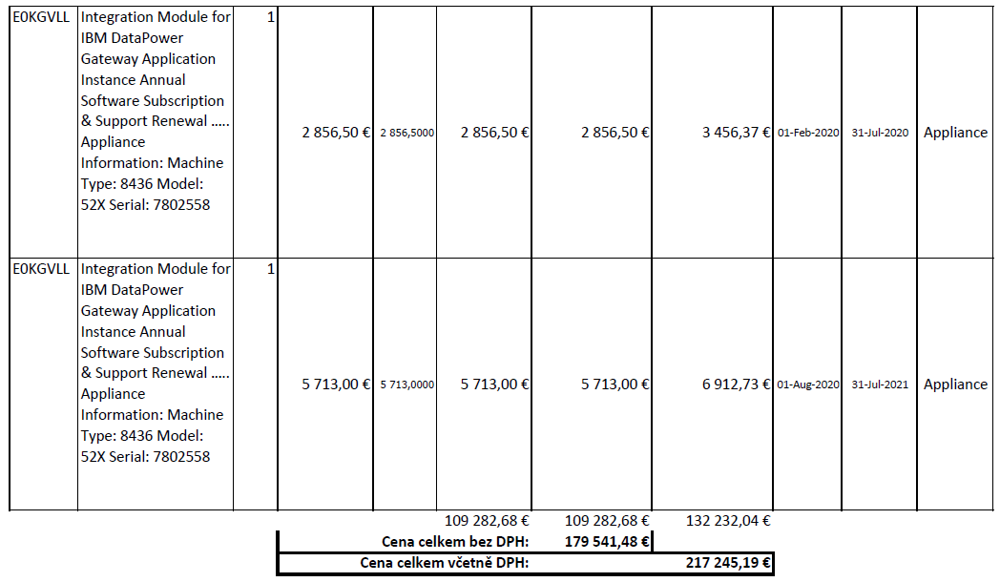 E0KGVLL Integration Module for 1
IBM DataPower
Gateway Application
Instance Annual
Software Subscription
& Support Renewal .....
Appliance
Information: Machine
Type: 8436 Model:
52X Serial: 7802558
2 856,50 € 2 856,5000 2 856,50 € 2 856,50 € 3 456,37 € 01-Feb-2020 31-Jul-2020 Appliance
E0KGVLL Integration Module for 1
IBM DataPower
Gateway Application
Instance Annual
Software Subscription
& Support Renewal .....
Appliance
Information: Machine
Type: 8436 Model:
52X Serial: 7802558
5 713,00 € 5 713,0000 5 713,00 € 5 713,00 € 6 912,73 € 01-Aug-2020 31-Jul-2021 Appliance
109 282,68 € 109 282,68 € 132 232,04 €
Cena celkem bez DPH: 179 541,48 €
Cena celkem včetně DPH: 217 245,19 €